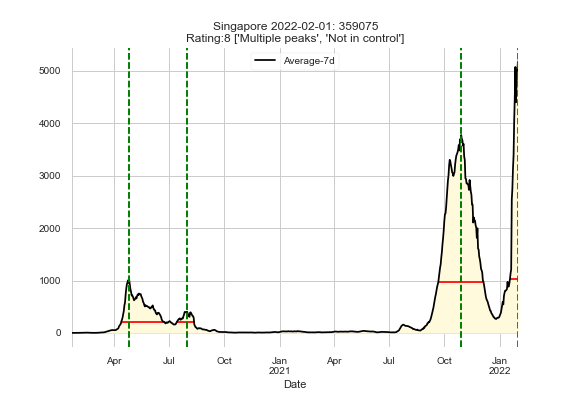 Singapore 2022-02-01: 359075
Rating:8 ['Multiple peaks', 'Not in control']
Average-7d
5000
4000
3000
2000
1000
0
Apr Jul Oct Jan Apr Jul Oct Jan
2021 2022
Date